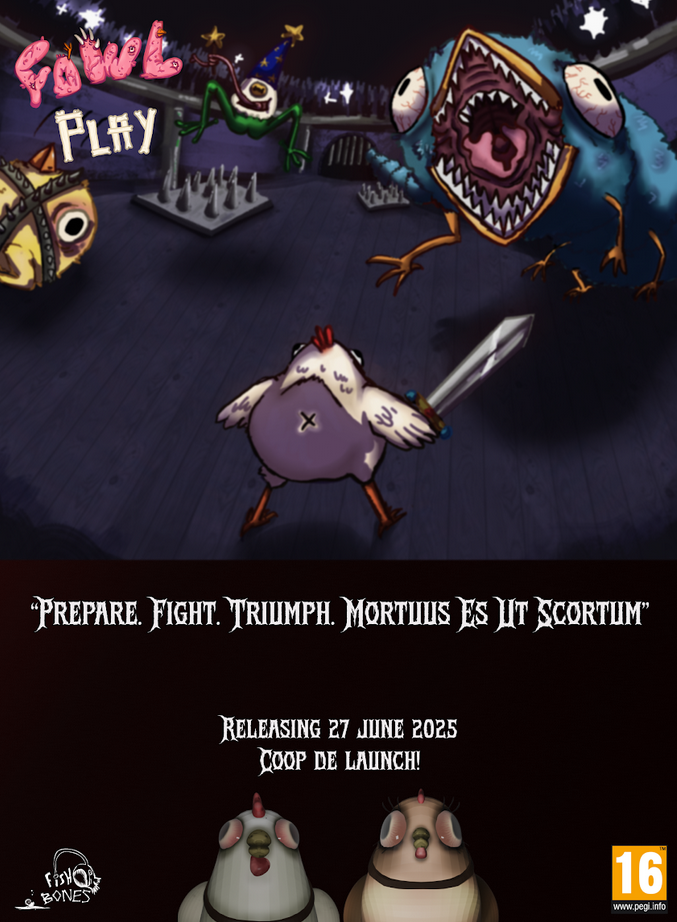 FOWL
PLAY
“PREPARE. FIGHT. TRIUMPH. MORTUUS ES UT SCORTUM”
RELEASING 27 JUNE 2025
COOP DE LAUNCH!
FISH
BONES
16
™
www.pegi.info